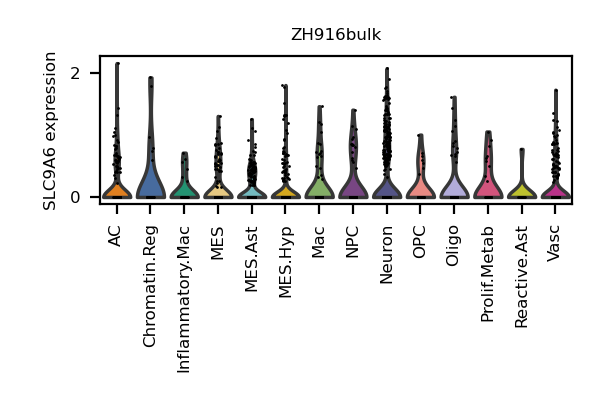 ZH916bulk
SLC9A6 expression
2
0
AC
Chromatin.Reg
Inflammatory.Mac
MES
MES.Ast
MES.Hyp
Mac
NPC
Neuron
OPC
Oligo
Prolif.Metab
Reactive.Ast
Vasc